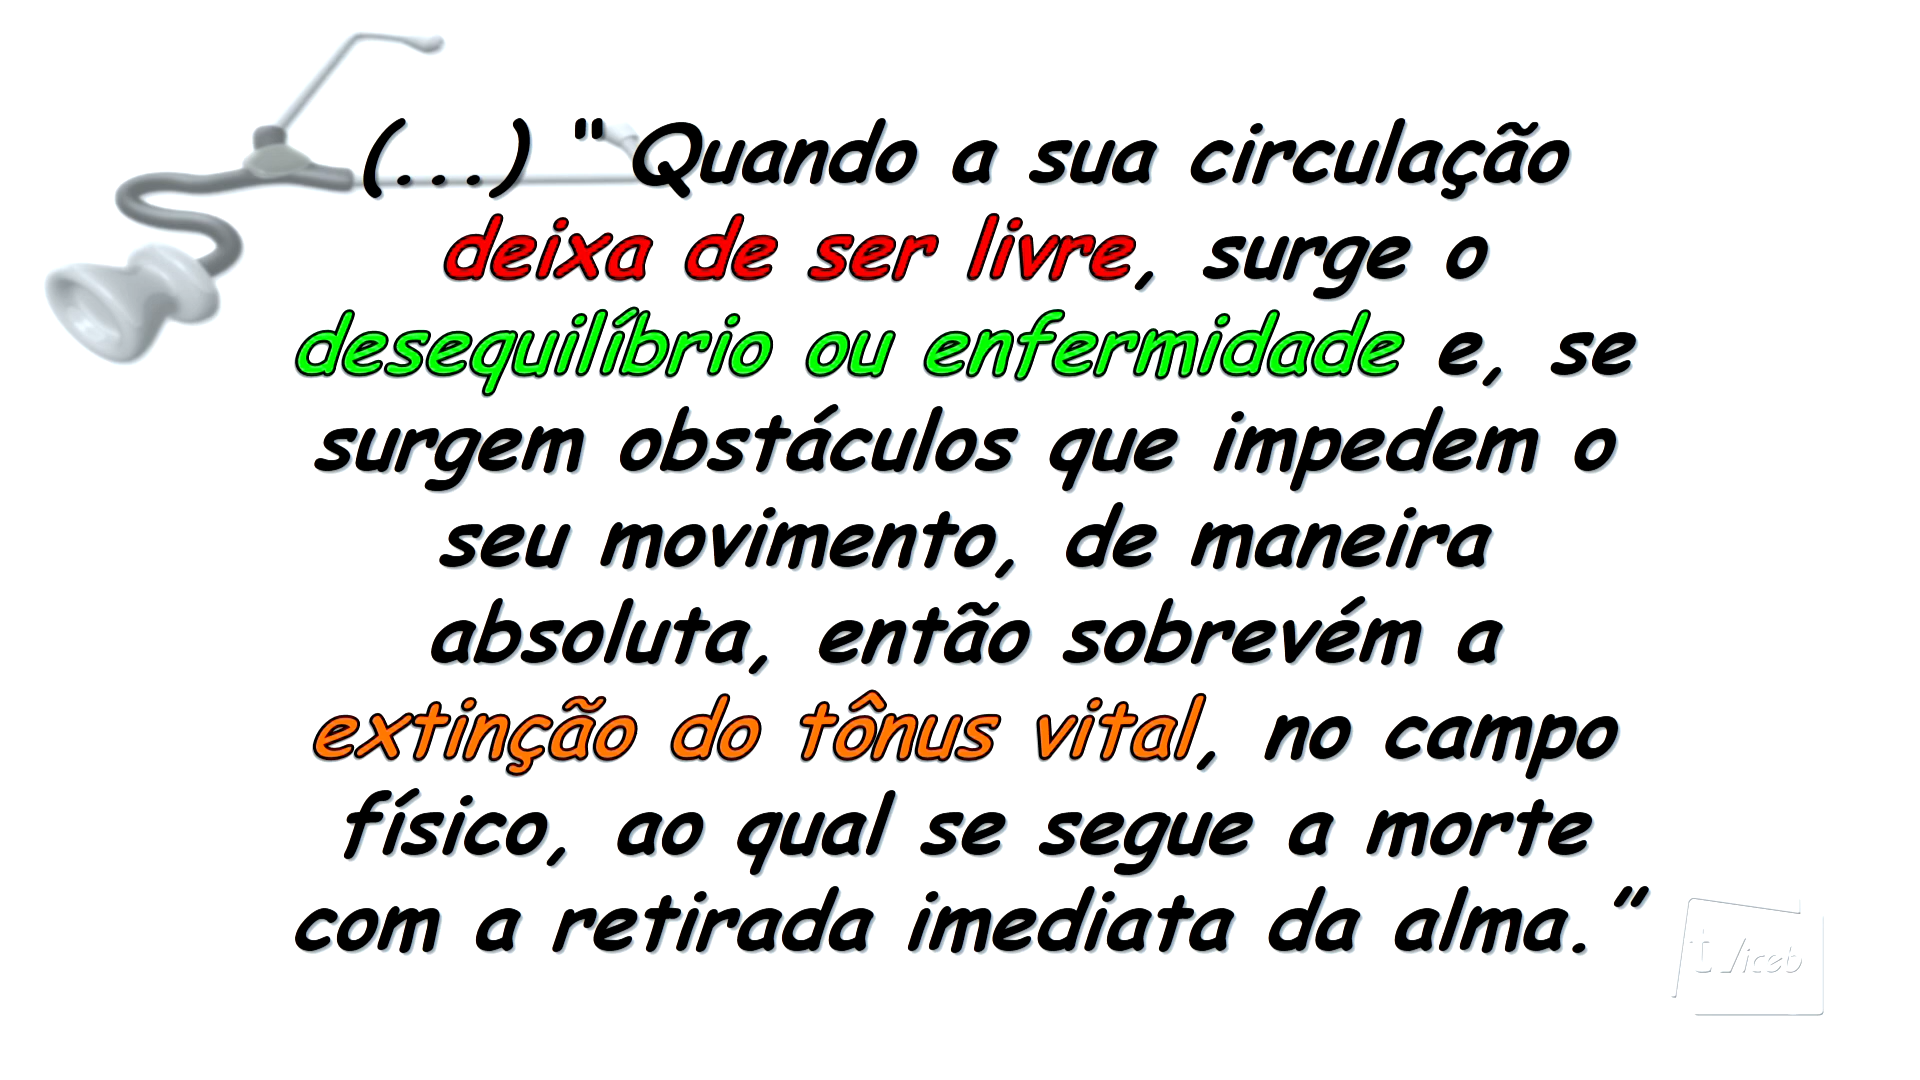 (...) “ Quando a sua circulação
deixa de ser livre, surge o
desequilíbrio ou enfermidade e, se
surgem obstáculos que impedem o
seu movimento, de maneira
absoluta, então sobrevém a
extinção do tônus vital, no campo
físico, ao qual se segue a morte
com a retirada imediata da alma.”
tViceb